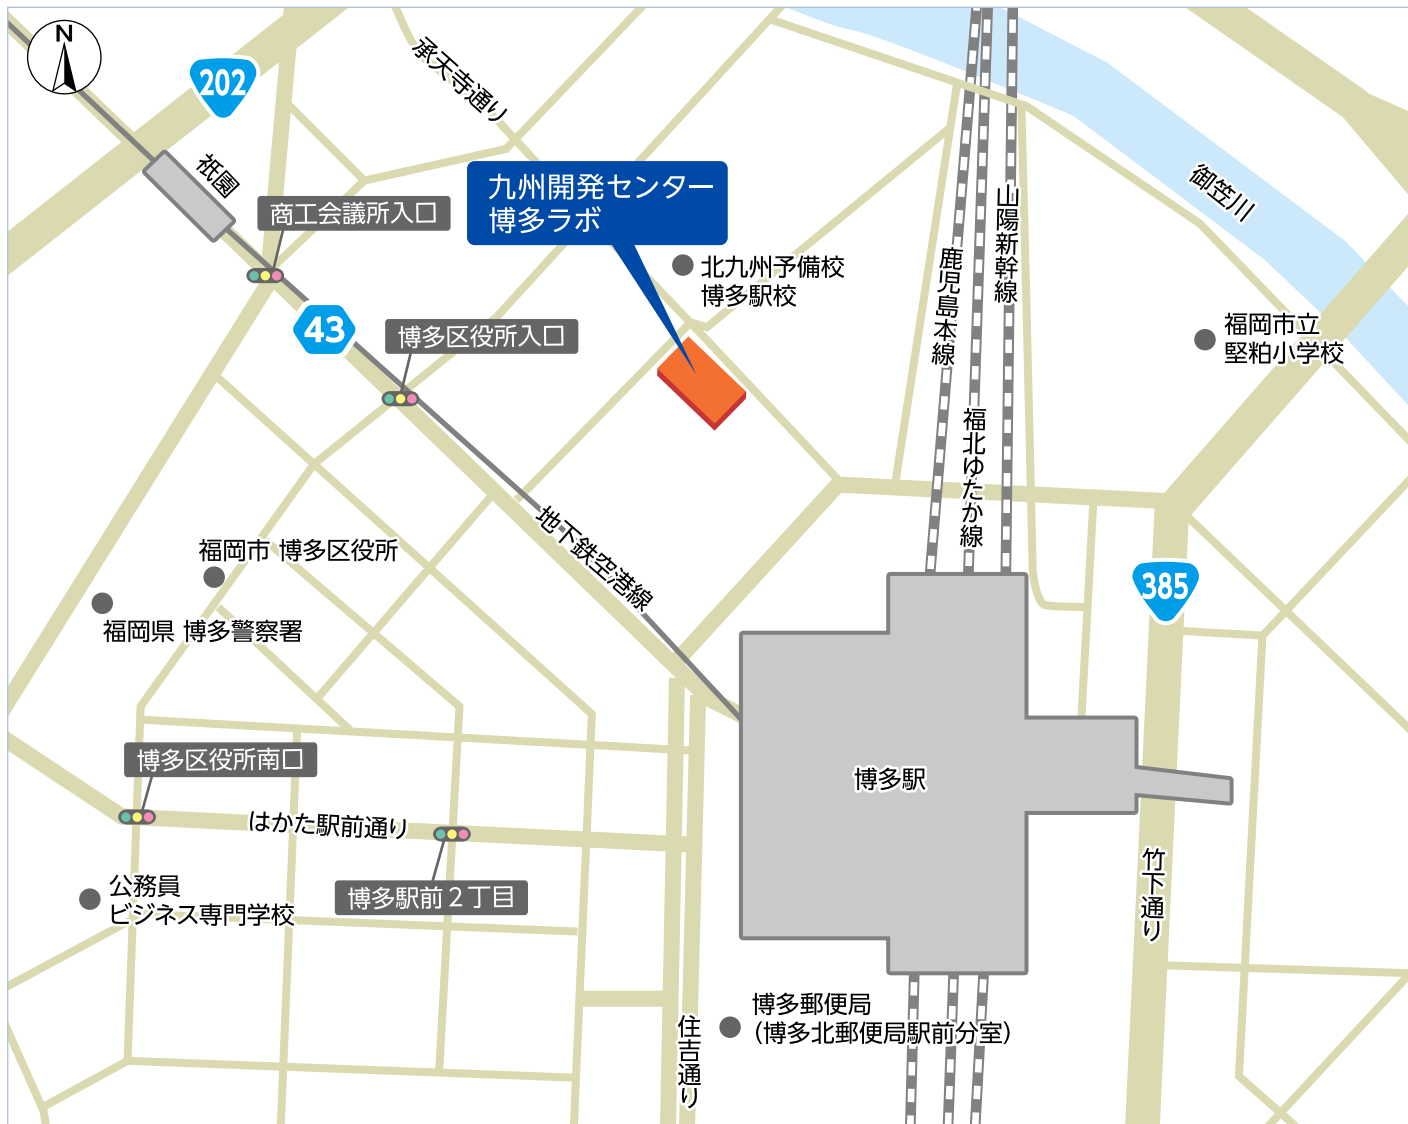 N
202
承天寺通り
祇園
商工会議所入口
九州開発センター
博多ラボ
北九州予備校
博多駅校
鹿児島本線
山陽新幹線
御笠川
福岡市立
堅粕小学校
43
博多区役所入口
福北ゆたか線
地下鉄空港線
福岡市 博多区役所
福岡県 博多警察署
385
博多区役所南口
はかた駅前通り
博多駅
博多駅前２丁目
公務員
ビジネス専門学校
竹下通り
住吉通り
博多郵便局
（博多北郵便局駅前分室）